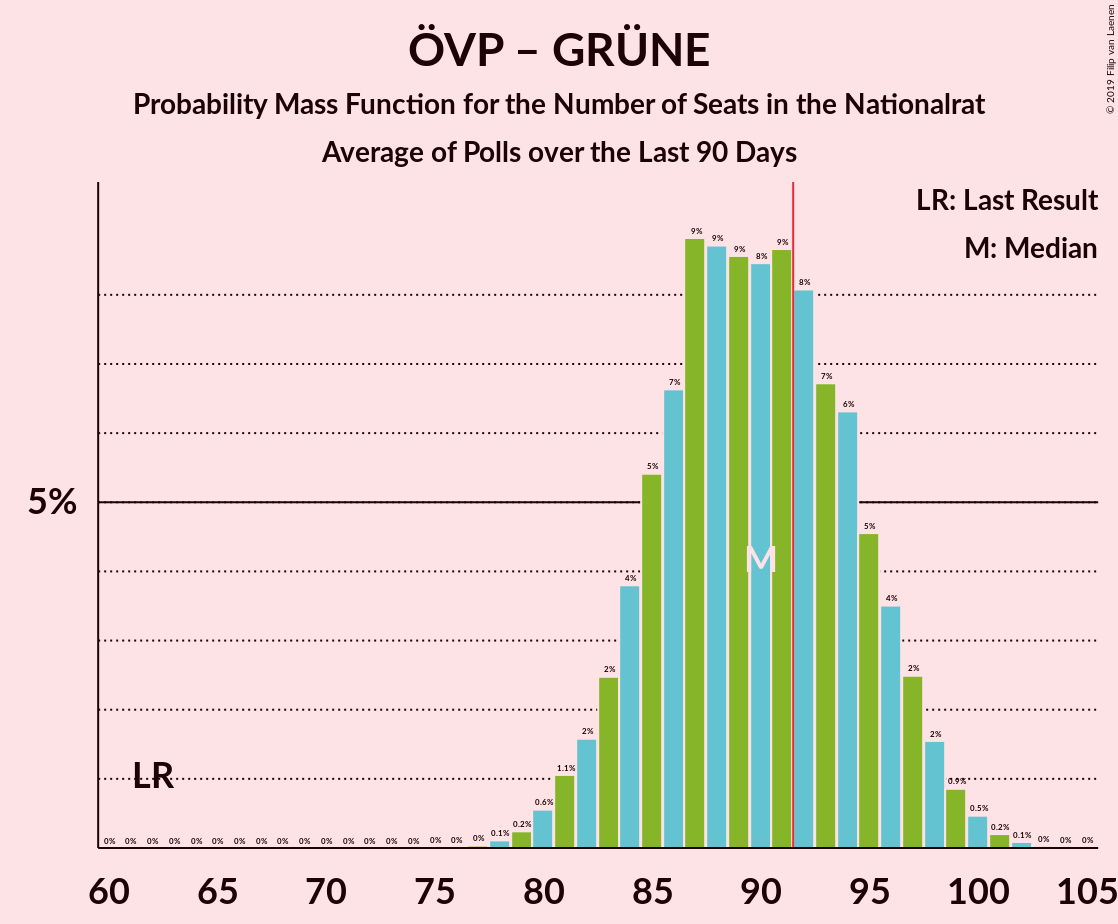 ÖVP – GRÜNE
Probability Mass Function for the Number of Seats in the Nationalrat
Average of Polls over the Last 90 Days
© 2019 Filip van Laenen
LR: Last Result
M: Median
5%
LR
M
0% 0% 0% 0% 0% 0% 0% 0% 0% 0% 0% 0% 0% 0% 0% 0% 0% 0% 0.1% 0.2% 0.6% 1.1% 2% 2% 4% 5% 7% 9% 9% 9% 8% 9% 8% 7% 6% 5% 4% 2% 2% 0.9% 0.5% 0.2% 0.1% 0% 0% 0%
60 65 70 75 80 85 90 95 100 105